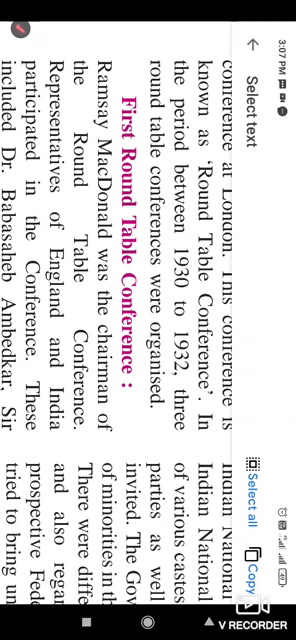 3:07 PM
Select text
Select all
Copy
conference at London. This conference is
known as ‘Round Table Conference’. In
the period between 1930 to 1932, three
round table conferences were organised.
First Round Table Conference :
Ramsay MacDonald was the chairman of
the Round Table Conference.
Representatives of England and India
participated in the Conference. These
included Dr. Babasaheb Ambedkar, Sir
Indian National
Indian National
of various castes
parties as well
invited. The Gov
of minorities in th
There were diffe
and also regar
prospective Fede
tried to bring un
V RECORDER